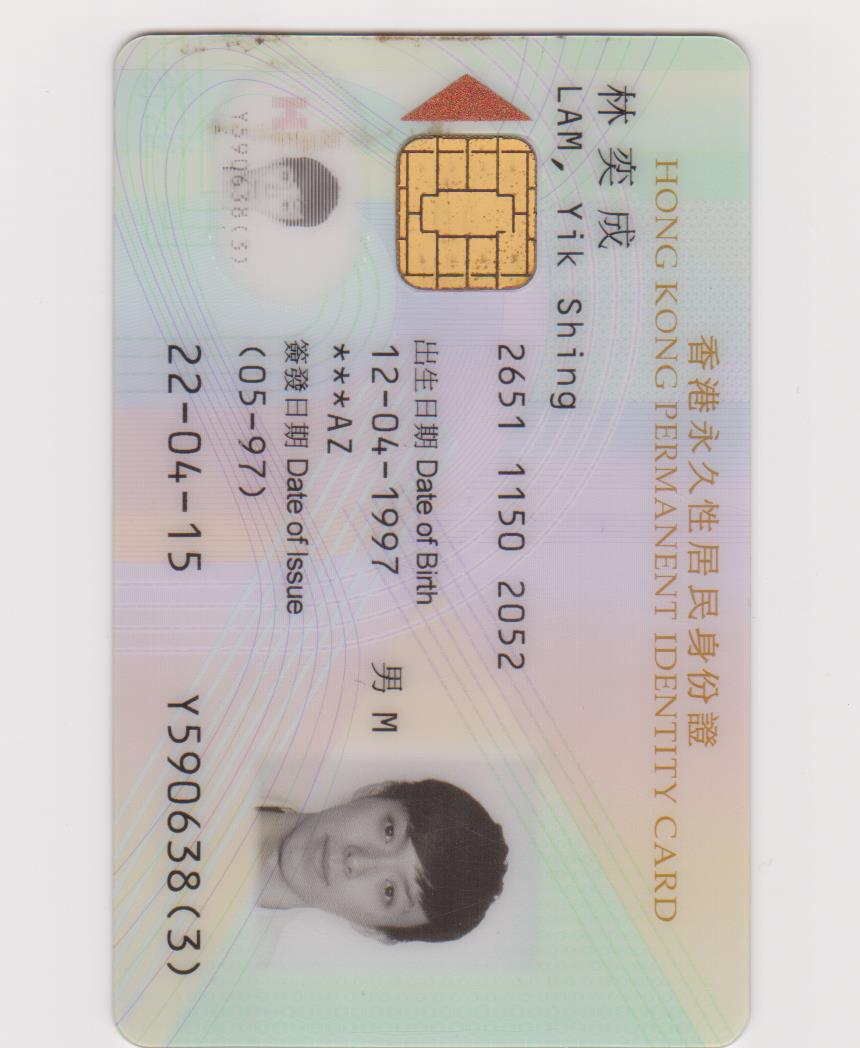 香港永久性居民身份證
HONG KONG PERMANENT IDENTITY CARD
林奕成
LAM, Yik Shing
2651 1150 2052
出生日期 Date of Birth
12-04-1997 男 M
***AZ
簽發日期 Date of Issue
(05-97)
22-04-15 Y590638(3)
HK
Y590638(3)